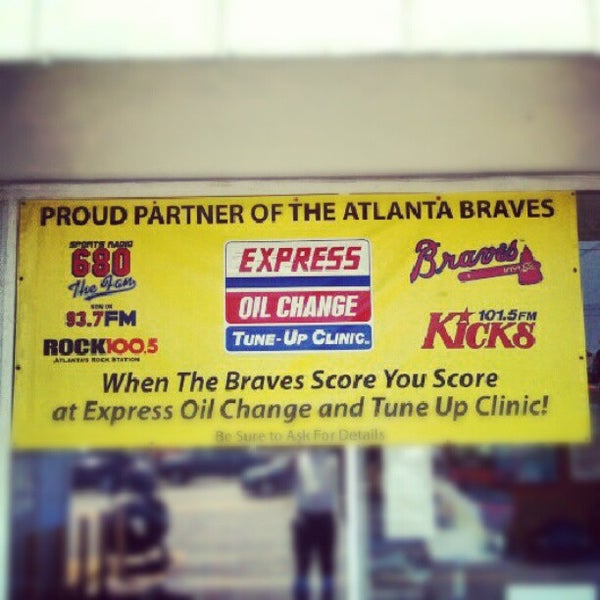 PROUD PARTNER OF THE ATLANTA BRAVES
SPORTS RADIO
680
The Fan
NOW ON
93.7FM
ROCK100.5
ATLANTA'S ROCK STATION
EXPRESS
OIL CHANGE
TUNE-UP CLINIC
Braves
101.5FM
KICKS
When The Braves Score You Score
at Express Oil Change and Tune Up Clinic!
Be Sure to Ask For Details